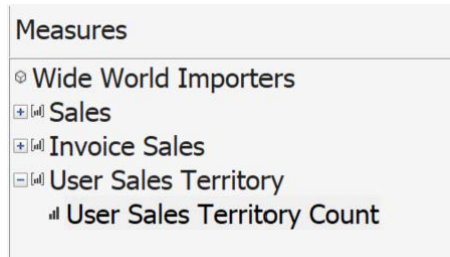 Measures
Wide World Importers
Sales
Invoice Sales
User Sales Territory
User Sales Territory Count